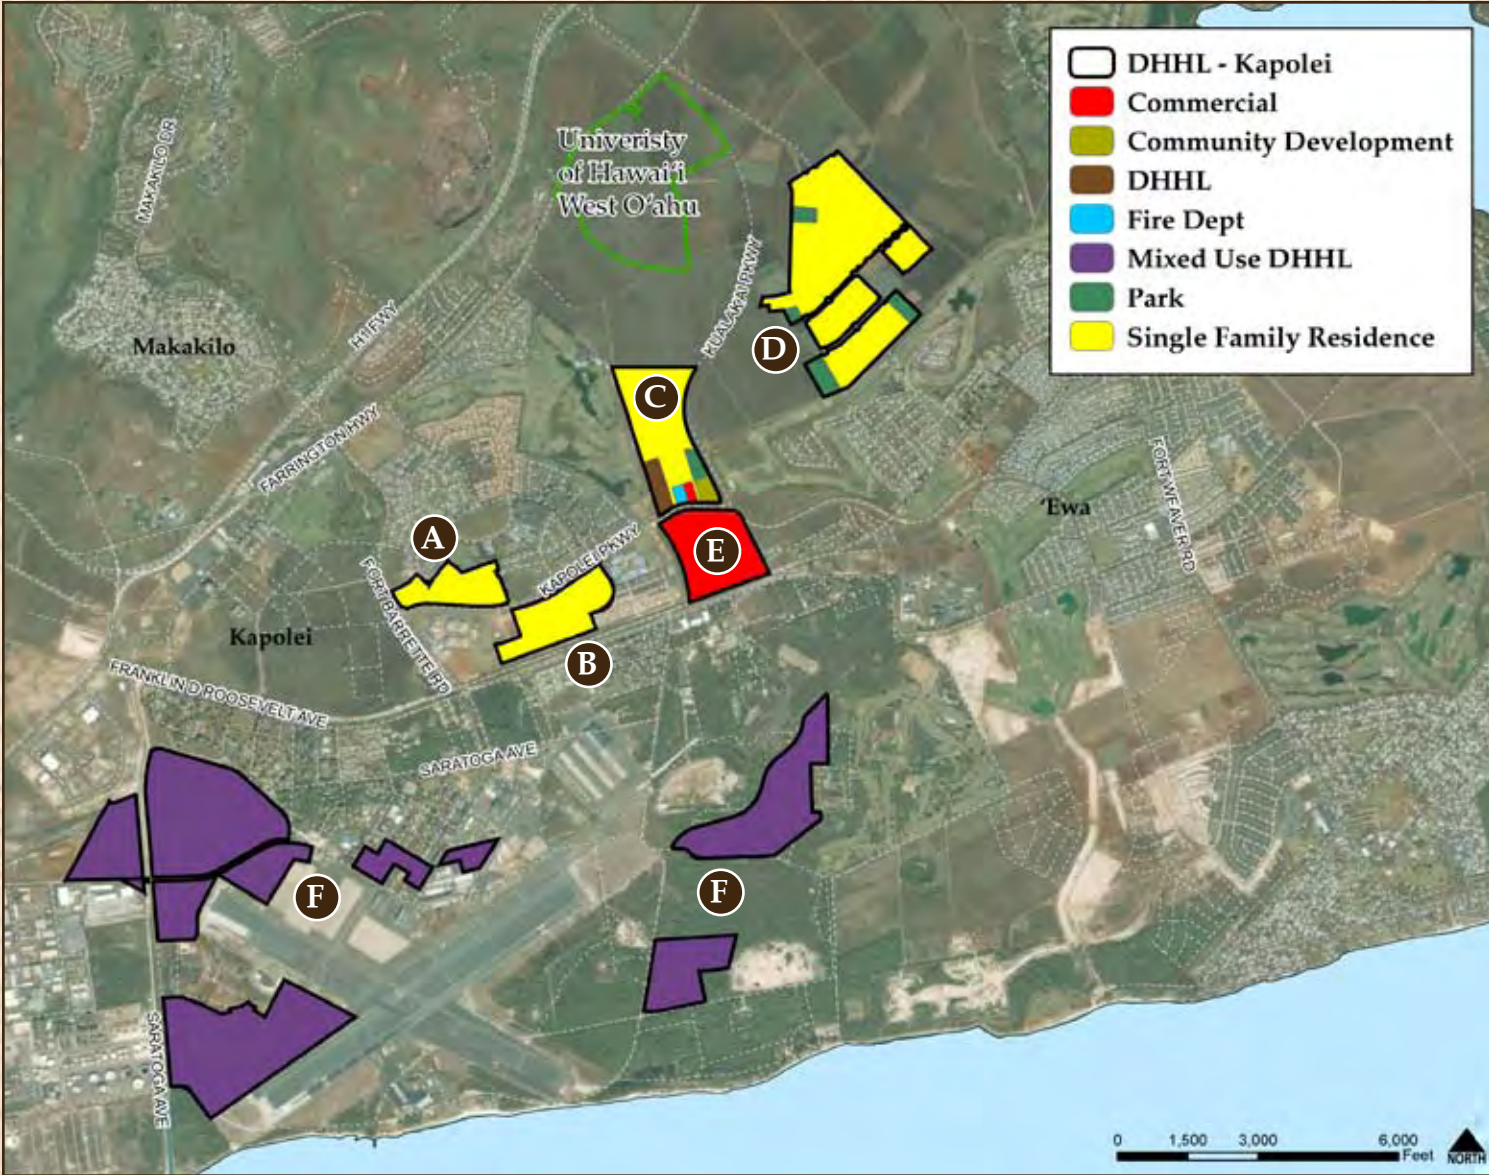 DHHL - Kapolei
Commercial
Community Development
DHHL
Fire Dept
Mixed Use DHHL
Park
Single Family Residence
Univeristy
of Hawai‘i
West O‘ahu
MAKAKILO DR
H1 FWY
KUALAKAI PKWY
Makakilo
D
C
FARRINGTON HWY
FORT WEAVER RD
‘Ewa
A
E
KAPOLEI PKWY
FORT BARRETTE RD
Kapolei
B
FRANKLIN D ROOSEVELT AVE
SARATOGA AVE
F
F
SARATOGA AVE
0 1,500 3,000 6,000
Feet
NORTH